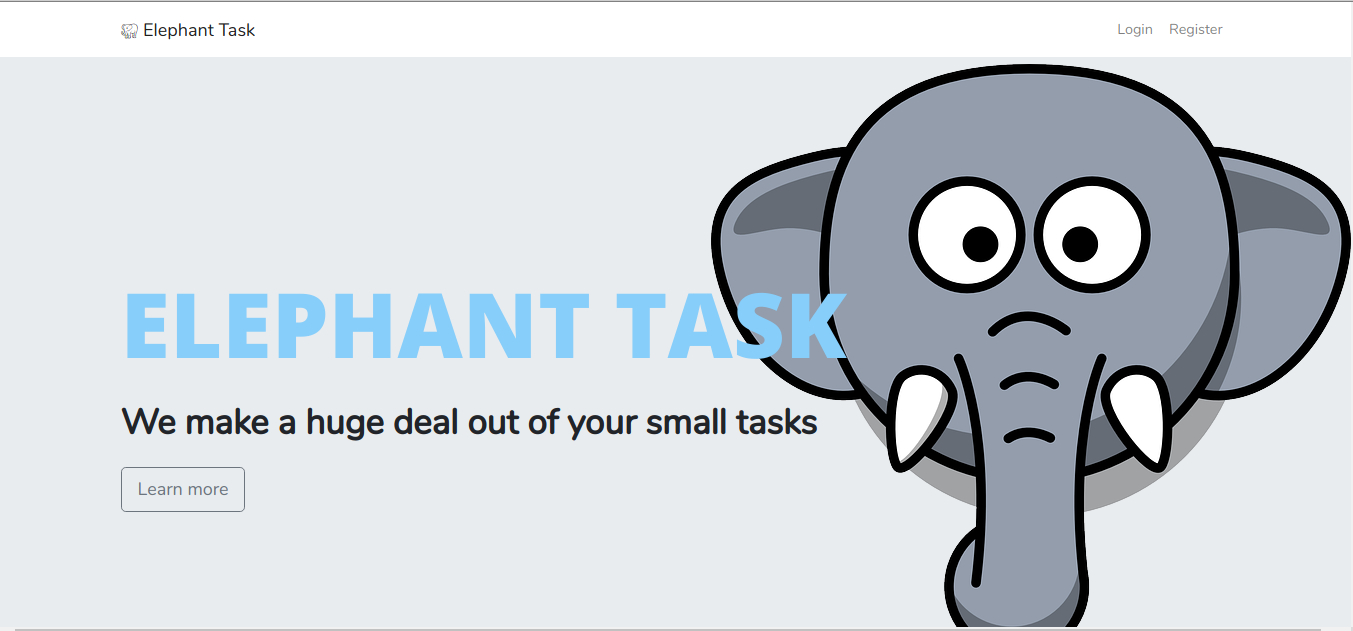 Elephant Task
Login Register
ELEPHANT TASK
We make a huge deal out of your small tasks
Learn more